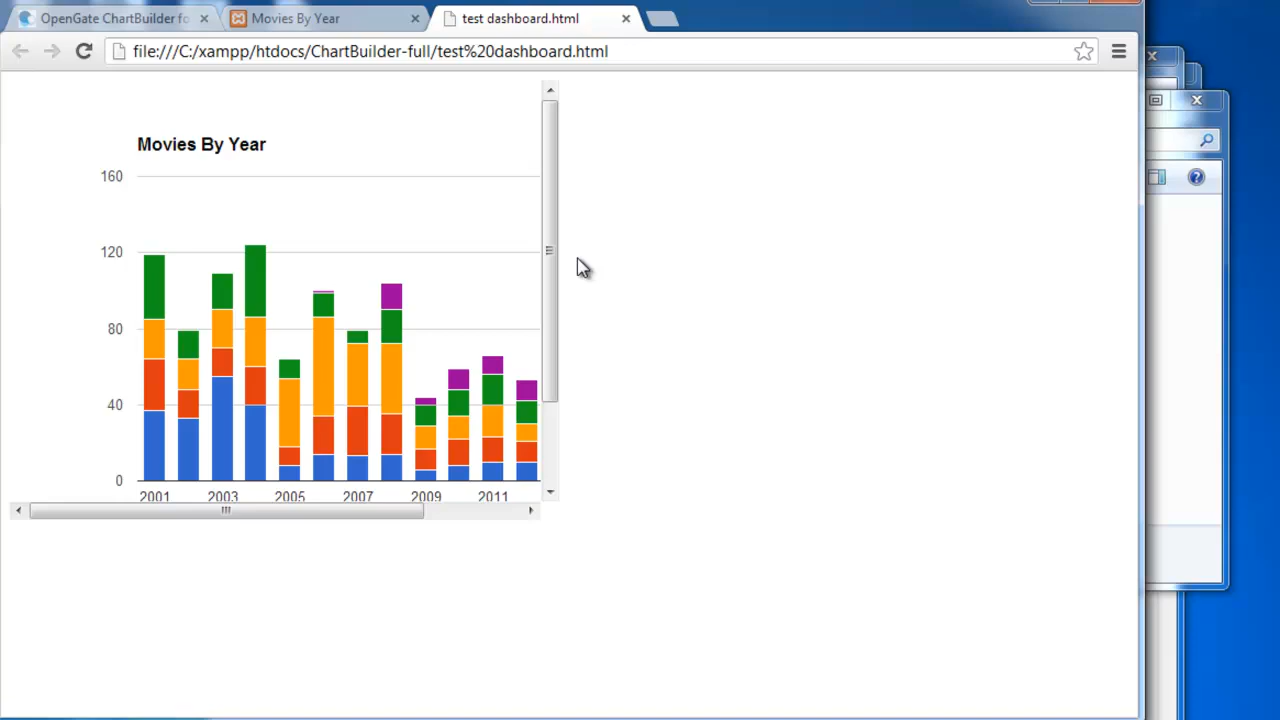 OpenGate ChartBuilder fo
Movies By Year
test dashboard.html
file:///C:/xampp/htdocs/ChartBuilder-full/test%20dashboard.html
Movies By Year
160
120
80
40
0
2001 2003 2005 2007 2009 2011